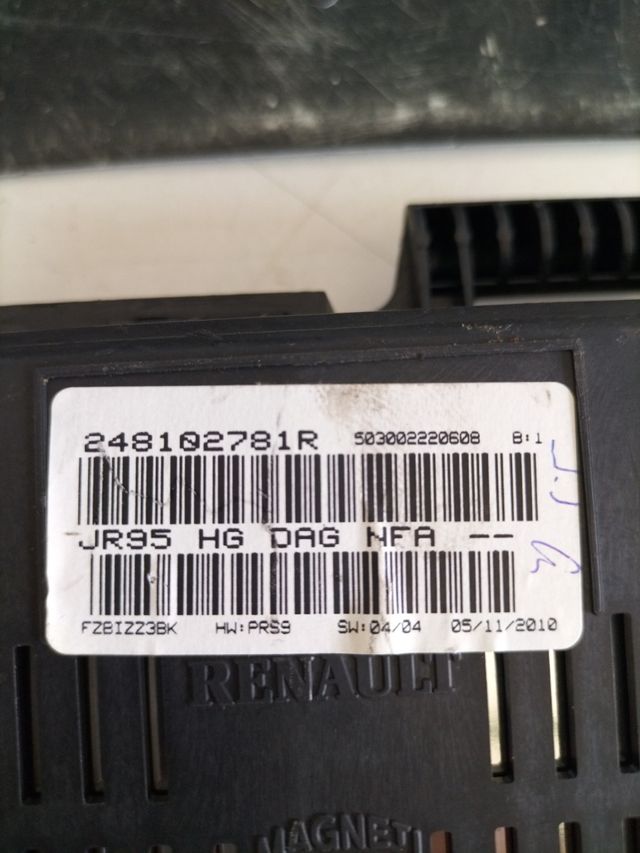 248102781R 503002220608 B:1
JR95 HG DAG NFA --
FZBIZZ3BK HW:PRS9 SW:04/04 05/11/2010
RENAULT
MAGNETI